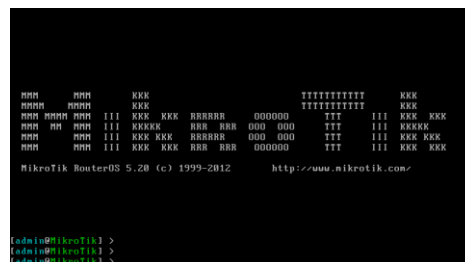 MMM      MMM       KKK                          TTTTTTTTTTT      KKK
MMMM    MMMM       KKK                          TTTTTTTTTTT      KKK
MMM MMMM MMM  III  KKK  KKK  RRRRRR     OOOOOO      TTT     III  KKK  KKK
MMM  MM  MMM  III  KKKKK     RRR  RRR  OOO  OOO     TTT     III  KKKKK
MMM      MMM  III  KKK KKK   RRRRRR    OOO  OOO     TTT     III  KKK KKK
MMM      MMM  III  KKK  KKK  RRR  RRR   OOOOOO      TTT     III  KKK  KKK
MikroTik RouterOS 5.20 (c) 1999-2012       http://www.mikrotik.com/
[admin@MikroTik] >
[admin@MikroTik] >
[admin@MikroTik] >